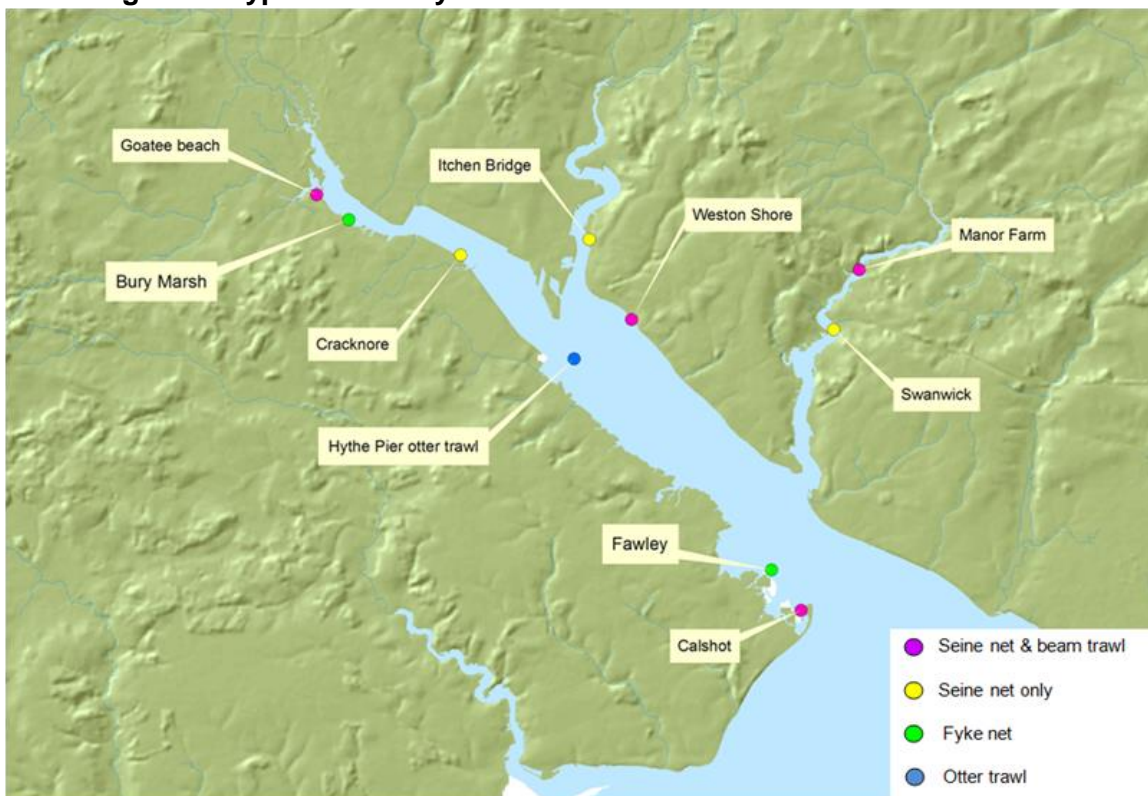 Goatee beach
Itchen Bridge
Weston Shore
Manor Farm
Bury Marsh
Cracknore
Swanwick
Hythe Pier otter trawl
Fawley
Calshot
Seine net & beam trawl
Seine net only
Fyke net
Otter trawl